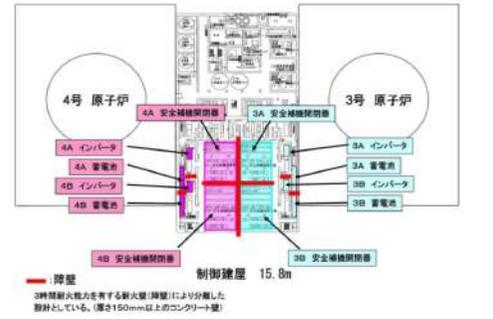 4号 原子炉
3号 原子炉
4A 安全補機開閉器
3A 安全補機開閉器
4A インバータ
4A 蓄電池
4B インバータ
4B 蓄電池
3A インバータ
3A 蓄電池
3B インバータ
3B 蓄電池
4B 安全補機開閉器
3B 安全補機開閉器
制御建屋 15.8m
:障壁
3時間耐火能力を有する耐火壁(障壁)により分離した
設計としている。(厚さ150mm以上のコンクリート壁)